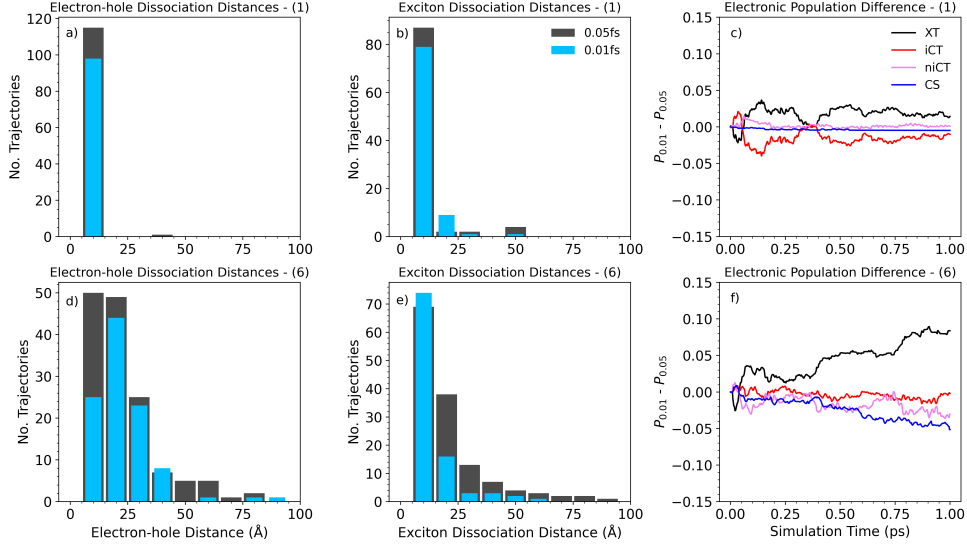 Electron-hole Dissociation Distances - (1)
a)
No. Trajectories
120
100
80
60
40
20
0
0
25
50
75
100
Exciton Dissociation Distances - (1)
b)
0.05fs
0.01fs
No. Trajectories
80
60
40
20
0
0
25
50
75
100
Electronic Population Difference - (1)
c)
XT
iCT
niCT
CS
P0.01 - P0.05
0.15
0.10
0.05
0.00
−0.05
−0.10
−0.15
0.00
0.25
0.50
0.75
1.00
Electron-hole Dissociation Distances - (6)
d)
No. Trajectories
50
40
30
20
10
0
0
25
50
75
100
Electron-hole Distance (Å)
Exciton Dissociation Distances - (6)
e)
No. Trajectories
70
60
50
40
30
20
10
0
0
25
50
75
100
Exciton Dissociation Distance (Å)
Electronic Population Difference - (6)
f)
P0.01 - P0.05
0.15
0.10
0.05
0.00
−0.05
−0.10
−0.15
0.00
0.25
0.50
0.75
1.00
Simulation Time (ps)